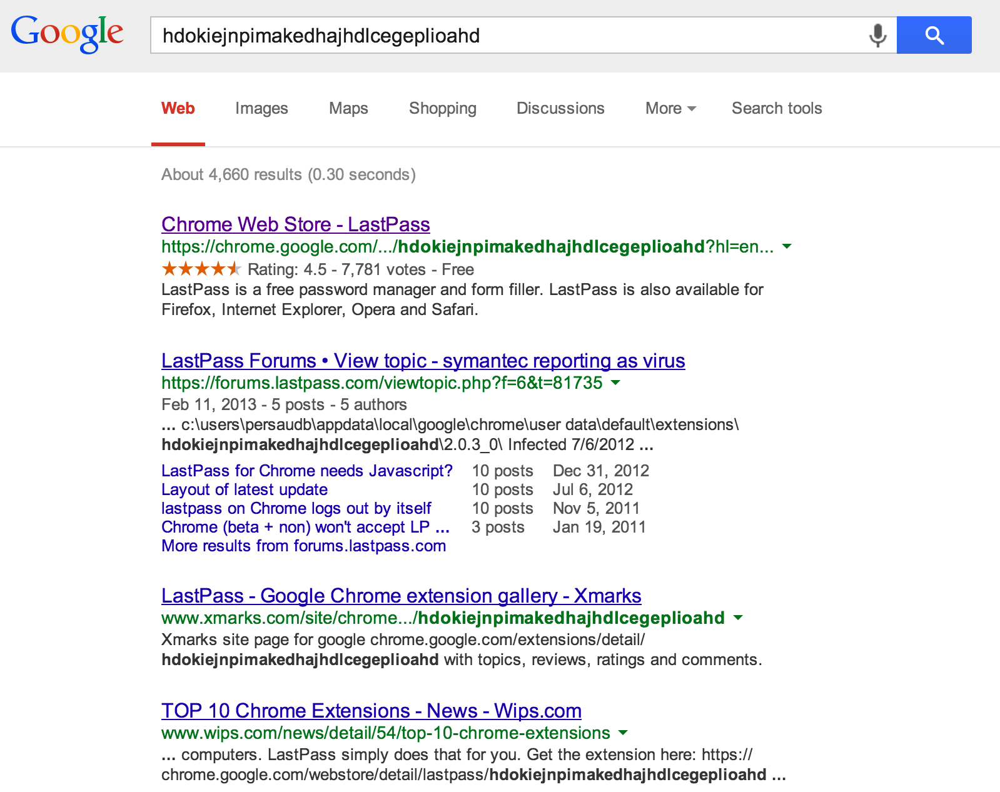 Google
hdokiejnpimakedhajhdlcegeplioahd
Web Images Maps Shopping Discussions More Search tools
About 4,660 results (0.30 seconds)
Chrome Web Store - LastPass
https://chrome.google.com/.../hdokiejnpimakedhajhdlcegeplioahd?hl=en...
Rating: 4.5 - 7,781 votes - Free
LastPass is a free password manager and form filler. LastPass is also available for
Firefox, Internet Explorer, Opera and Safari.
LastPass Forums • View topic - symantec reporting as virus
https://forums.lastpass.com/viewtopic.php?f=6&t=81735
Feb 11, 2013 - 5 posts - 5 authors
... c:\users\persaudb\appdata\local\google\chrome\user data\default\extensions\
hdokiejnpimakedhajhdlcegeplioahd\2.0.3_0\ Infected 7/6/2012 ...
LastPass for Chrome needs Javascript? 10 posts Dec 31, 2012
Layout of latest update 10 posts Jul 6, 2012
lastpass on Chrome logs out by itself 10 posts Nov 5, 2011
Chrome (beta + non) won't accept LP ... 3 posts Jan 19, 2011
More results from forums.lastpass.com
LastPass - Google Chrome extension gallery - Xmarks
www.xmarks.com/site/chrome.../hdokiejnpimakedhajhdlcegeplioahd
Xmarks site page for google chrome.google.com/extensions/detail/
hdokiejnpimakedhajhdlcegeplioahd with topics, reviews, ratings and comments.
TOP 10 Chrome Extensions - News - Wips.com
www.wips.com/news/detail/54/top-10-chrome-extensions
... computers. LastPass simply does that for you. Get the extension here: https://
chrome.google.com/webstore/detail/lastpass/hdokiejnpimakedhajhdlcegeplioahd ...